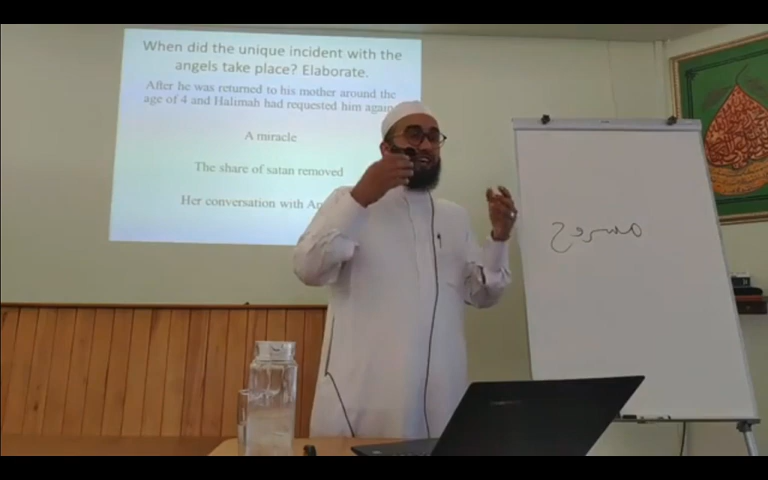 When did the unique incident with the
angels take place? Elaborate.
After he was returned to his mother around the
age of 4 and Halimah had requested him again
A miracle
The share of satan removed
Her conversation with
مسروح